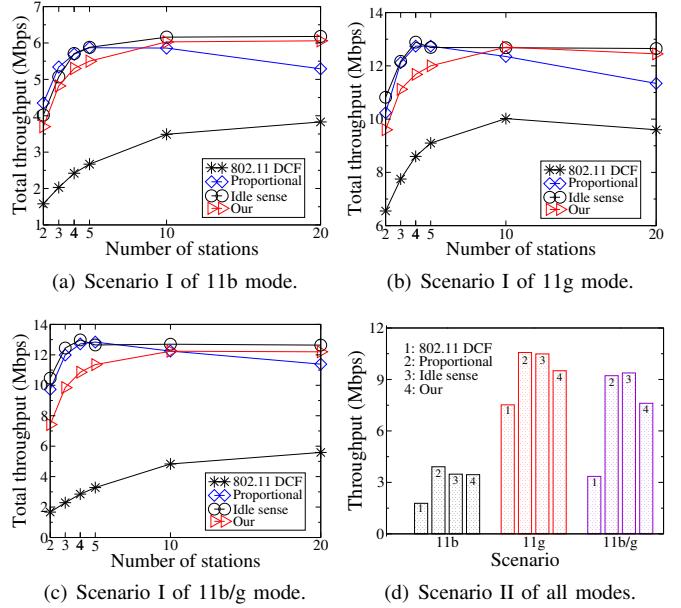 Total throughput (Mbps)
7
6
5
4
3
2
1
802.11 DCF
Proportional
Idle sense
Our
2 3 4 5 10 20
Number of stations
(a) Scenario I of 11b mode.
Total throughput (Mbps)
14
12
10
8
6
802.11 DCF
Proportional
Idle sense
Our
2 3 4 5 10 20
Number of stations
(b) Scenario I of 11g mode.
Total throughput (Mbps)
14
12
10
8
6
4
2
0
802.11 DCF
Proportional
Idle sense
Our
2 3 4 5 10 20
Number of stations
(c) Scenario I of 11b/g mode.
Throughput (Mbps)
12
9
6
3
0
1: 802.11 DCF
2: Proportional
3: Idle sense
4: Our
1 2 3 4
1 2 3 4
1 2 3 4
11b 11g 11b/g
Scenario
(d) Scenario II of all modes.